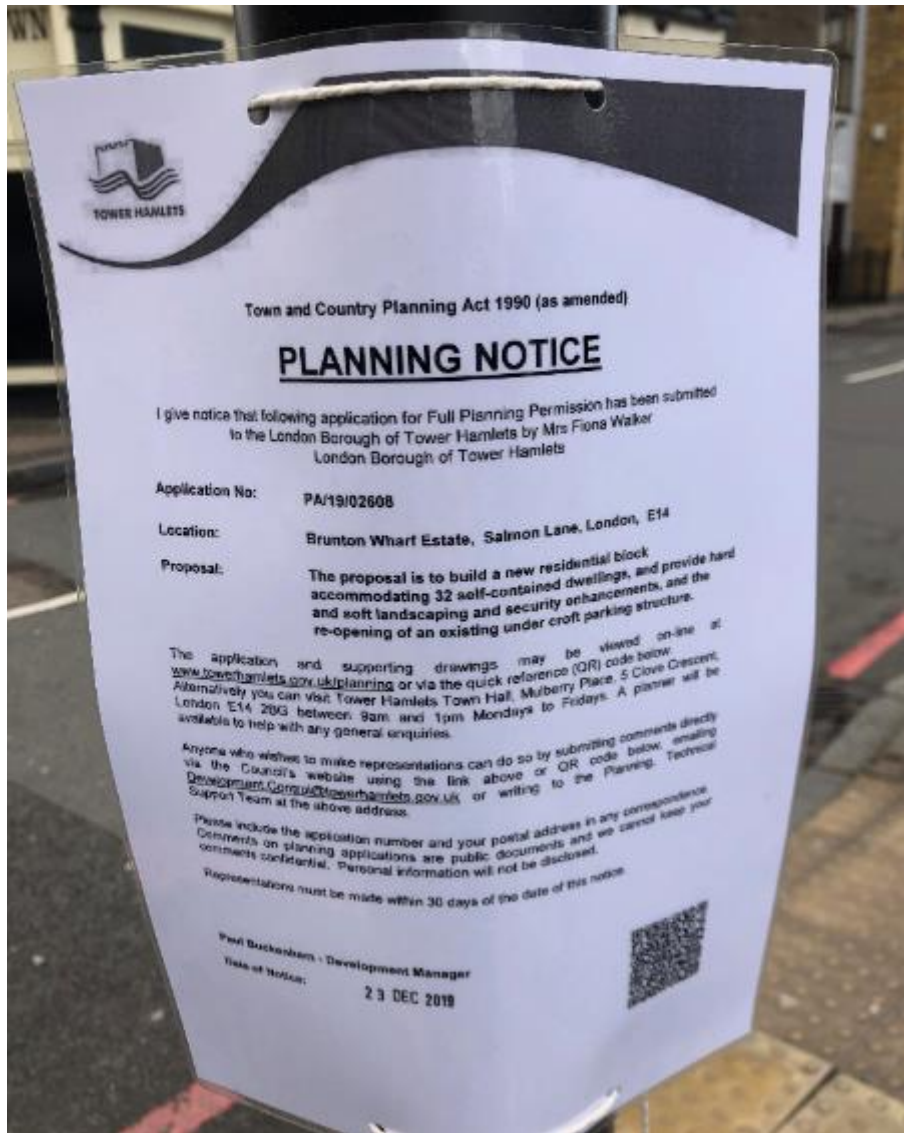 WN
TOWER HAMLETS
Town and Country Planning Act 1990 (as amended)
PLANNING NOTICE
I give notice that following application for Full Planning Permission has been submitted
to the London Borough of Tower Hamlets by Mrs Fiona Walker
London Borough of Tower Hamlets
Application No: PA/19/02608
Location: Brunton Wharf Estate, Salmon Lane, London, E14
Proposal: The proposal is to build a new residential block
accommodating 32 self-contained dwellings, and provide hard
and soft landscaping and security enhancements, and the
re-opening of an existing under croft parking structure.
The application and supporting drawings may be viewed on-line at
www.towerhamlets.gov.uk/planning or via the quick reference (QR) code below.
Alternatively you can visit Tower Hamlets Town Hall, Mulberry Place, 5 Clove Crescent,
London E14 2BG between 9am and 1pm Mondays to Fridays. A planner will be
available to help with any general enquiries.
Anyone who wishes to make representations can do so by submitting comments directly
via the Council's website using the link above or QR code below, emailing
Development.Control@towerhamlets.gov.uk or writing to the Planning, Technical
Support Team at the above address.
Please include the application number and your postal address in any correspondence.
Comments on planning applications are public documents and we cannot keep your
comments confidential. Personal information will not be disclosed.
Representations must be made within 30 days of the date of this notice.
Paul Buckenham - Development Manager
Date of Notice: 23 DEC 2019